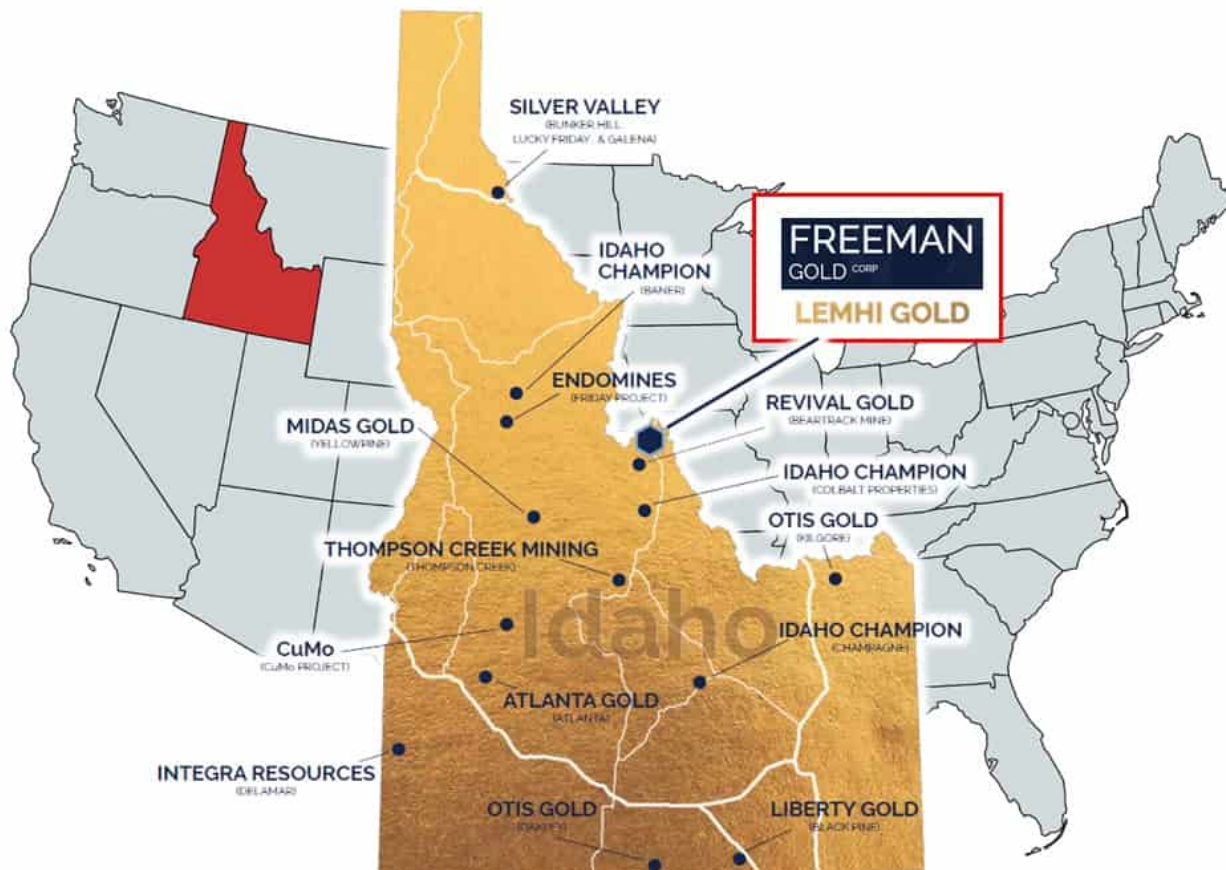 SILVER VALLEY
(BUNKER HILL,
LUCKY FRIDAY, & GALENA)
FREEMAN
GOLD CORP
LEMHI GOLD
IDAHO
CHAMPION
(BANER)
ENDOMINES
(FRIDAY PROJECT)
REVIVAL GOLD
(BEARTRACK MINE)
MIDAS GOLD
(YELLOWPINE)
IDAHO CHAMPION
(COLBALT PROPERTIES)
OTIS GOLD
(KILGORE)
THOMPSON CREEK MINING
(THOMPSON CREEK)
Idaho
IDAHO CHAMPION
(CHAMPAGNE)
CuMo
(CuMo PROJECT)
ATLANTA GOLD
(ATLANTA)
INTEGRA RESOURCES
(DELAMAR)
OTIS GOLD
(OAKLEY)
LIBERTY GOLD
(BLACK PINE)